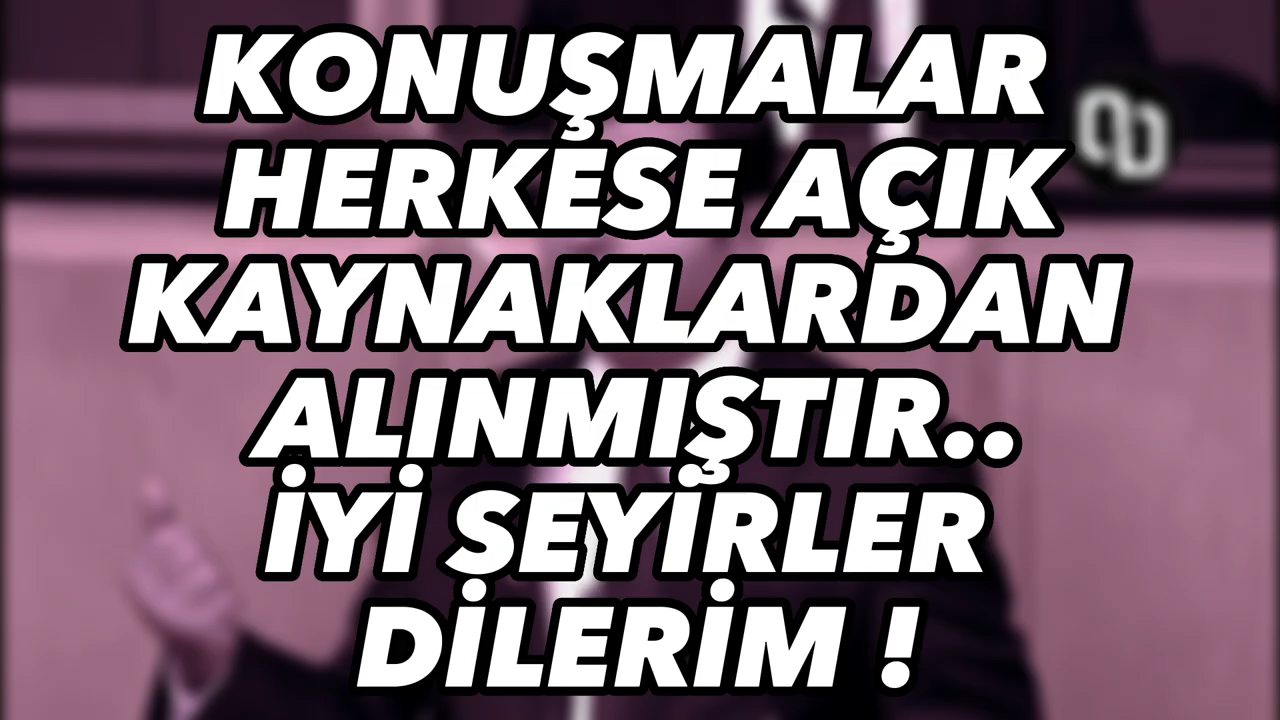 KONUŞMALAR
HERKESE AÇIK
KAYNAKLARDAN
ALINMIŞTIR..
İYİ SEYİRLER
DİLERİM !